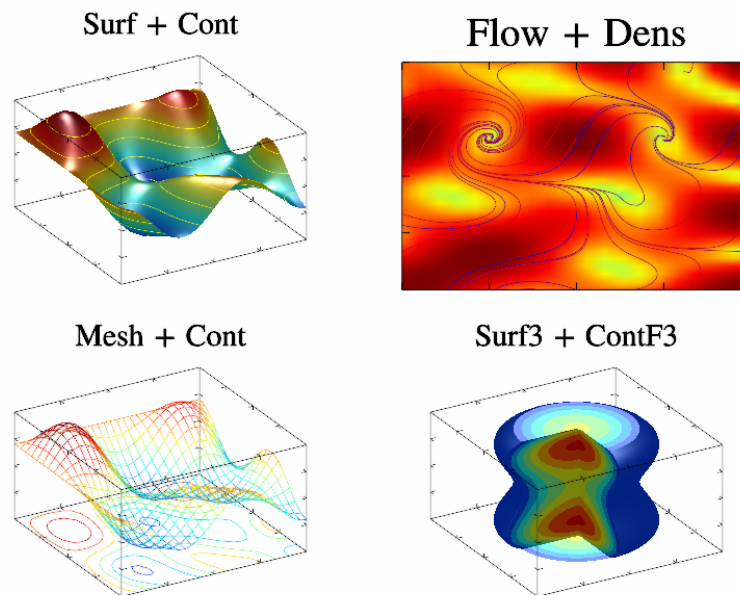 Surf + Cont
Flow + Dens
Mesh + Cont
Surf3 + ContF3